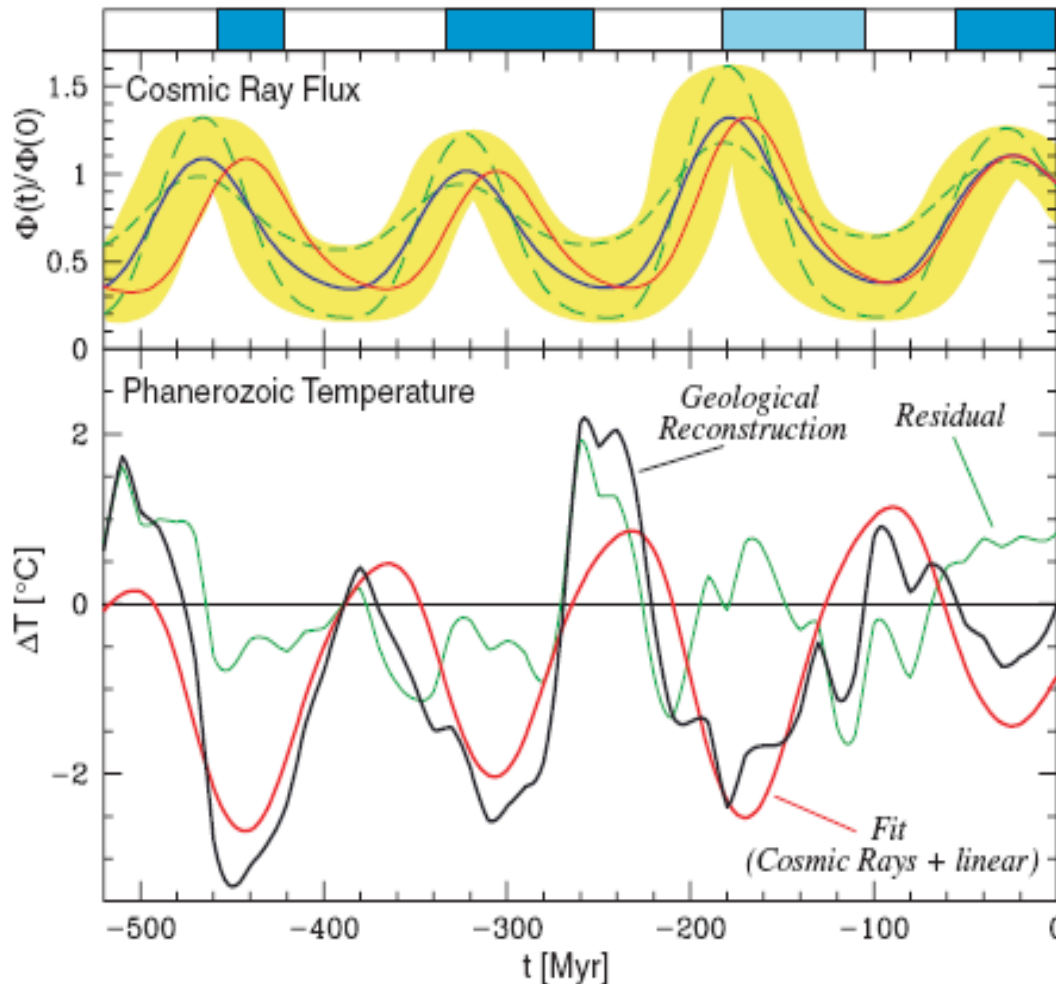 Cosmic Ray Flux
Φ(t)/Φ(0)
1.5
1
0.5
0
Phanerozoic Temperature
Geological
Reconstruction
Residual
ΔT [°C]
2
0
−2
Fit
(Cosmic Rays + linear)
−500
−400
−300
−200
−100
0
t [Myr]